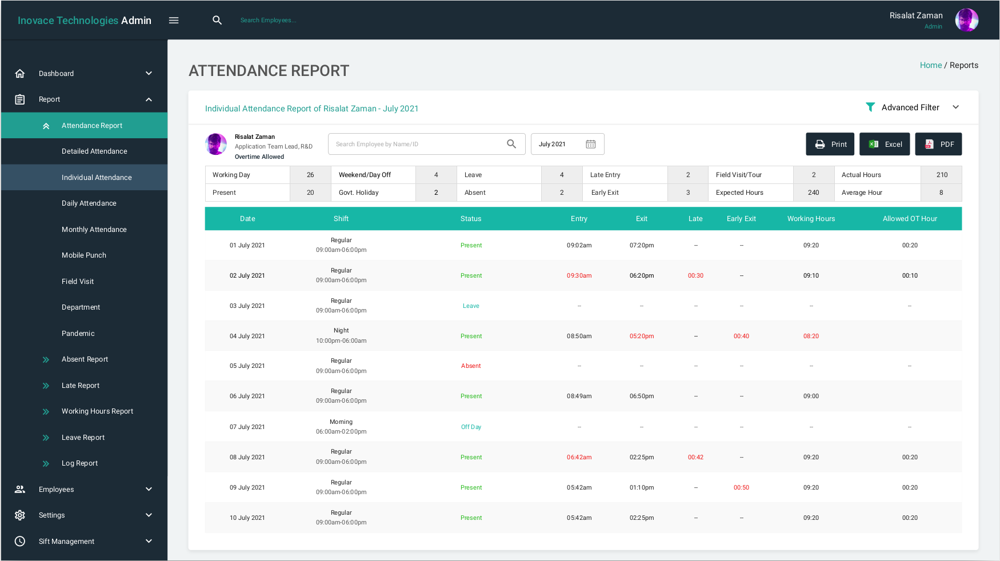 Inovace Technologies Admin
Search Employees...
Risalat Zaman
Admin
Dashboard
Report
Attendance Report
Detailed Attendance
Individual Attendance
Daily Attendance
Monthly Attendance
Mobile Punch
Field Visit
Department
Pandemic
Absent Report
Late Report
Working Hours Report
Leave Report
Log Report
Employees
Settings
Sift Management
ATTENDANCE REPORT
Home / Reports
Individual Attendance Report of Risalat Zaman - July 2021
Advanced Filter
Risalat Zaman
Application Team Lead, R&D
Overtime Allowed
Search Employee by Name/ID
July 2021
Print
Excel
PDF
Working Day 26 Weekend/Day Off 4 Leave 4 Late Entry 2 Field Visit/Tour 2 Actual Hours 210
Present 20 Govt. Holiday 2 Absent 2 Early Exit 3 Expected Hours 240 Average Hour 8
Date Shift Status Entry Exit Late Early Exit Working Hours Allowed OT Hour
01 July 2021 Regular 09:00am-06:00pm Present 09:02am 07:20pm -- -- 09:20 00:20
02 July 2021 Regular 09:00am-06:00pm Present 09:30am 06:20pm 00:30 -- 09:10 00:10
03 July 2021 Regular 09:00am-06:00pm Leave -- -- -- -- -- --
04 July 2021 Night 10:00pm-06:00am Present 08:50am 05:20pm -- 00:40 08:20
05 July 2021 Regular 09:00am-06:00pm Absent -- -- -- -- -- --
06 July 2021 Regular 09:00am-06:00pm Present 08:49am 06:50pm -- -- 09:00
07 July 2021 Morning 06:00am-02:00pm Off Day -- -- -- -- -- --
08 July 2021 Regular 09:00am-06:00pm Present 06:42am 02:25pm 00:42 -- 09:20 00:20
09 July 2021 Regular 09:00am-06:00pm Present 05:42am 01:10pm -- 00:50 09:20 00:20
10 July 2021 Regular 09:00am-06:00pm Present 05:42am 02:25pm -- -- 09:20 00:20